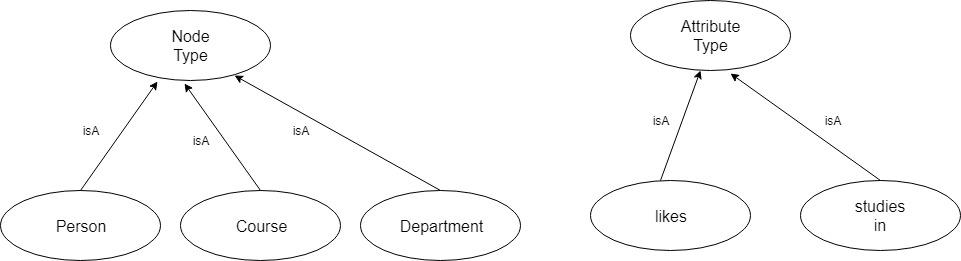 Node
Type
Attribute
Type
isA
isA
isA
isA
isA
Person
Course
Department
likes
studies
in